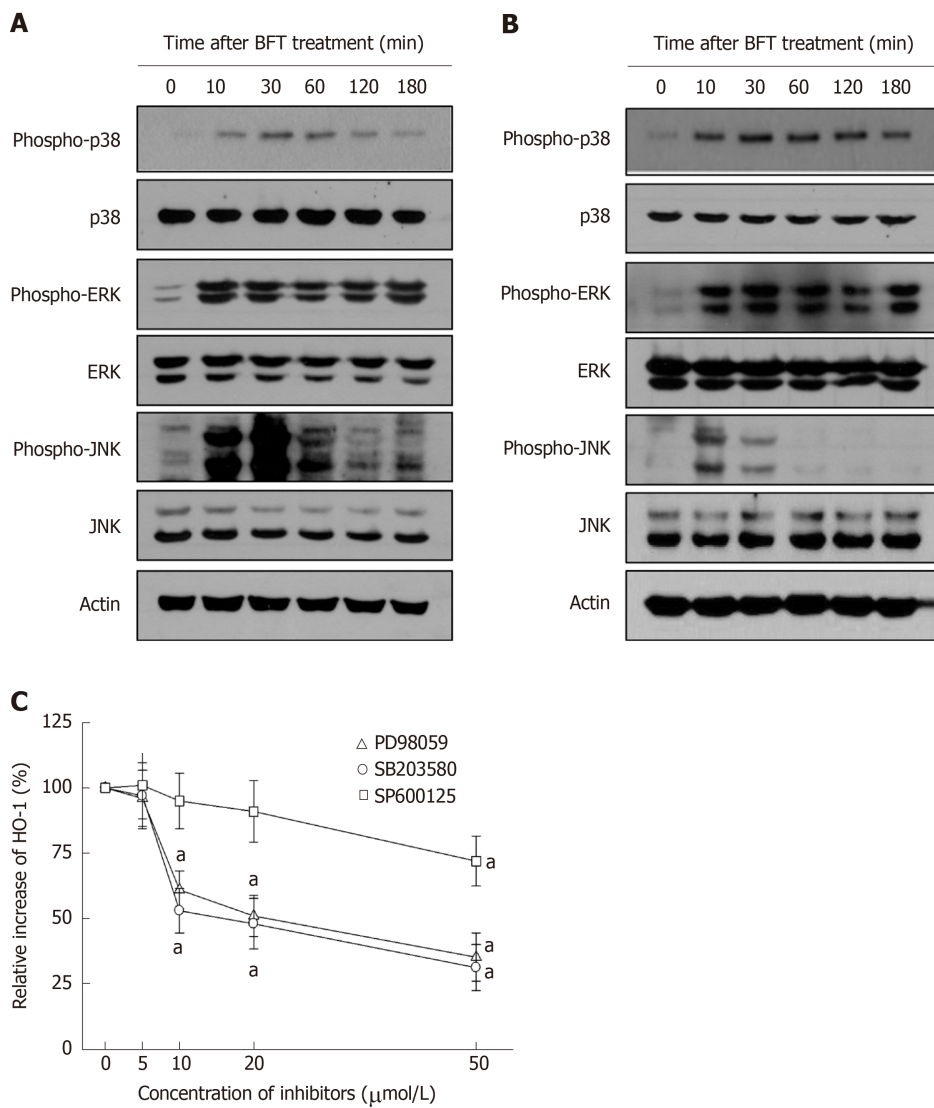 A
Time after BFT treatment (min)
0 10 30 60 120 180
Phospho-p38
p38
Phospho-ERK
ERK
Phospho-JNK
JNK
Actin
B
Time after BFT treatment (min)
0 10 30 60 120 180
Phospho-p38
p38
Phospho-ERK
ERK
Phospho-JNK
JNK
Actin
C
Relative increase of HO-1 (%)
125
100
75
50
25
0
PD98059
SB203580
SP600125
a
a
a
a
a
a
a
0 5 10 20 50
Concentration of inhibitors (μmol/L)